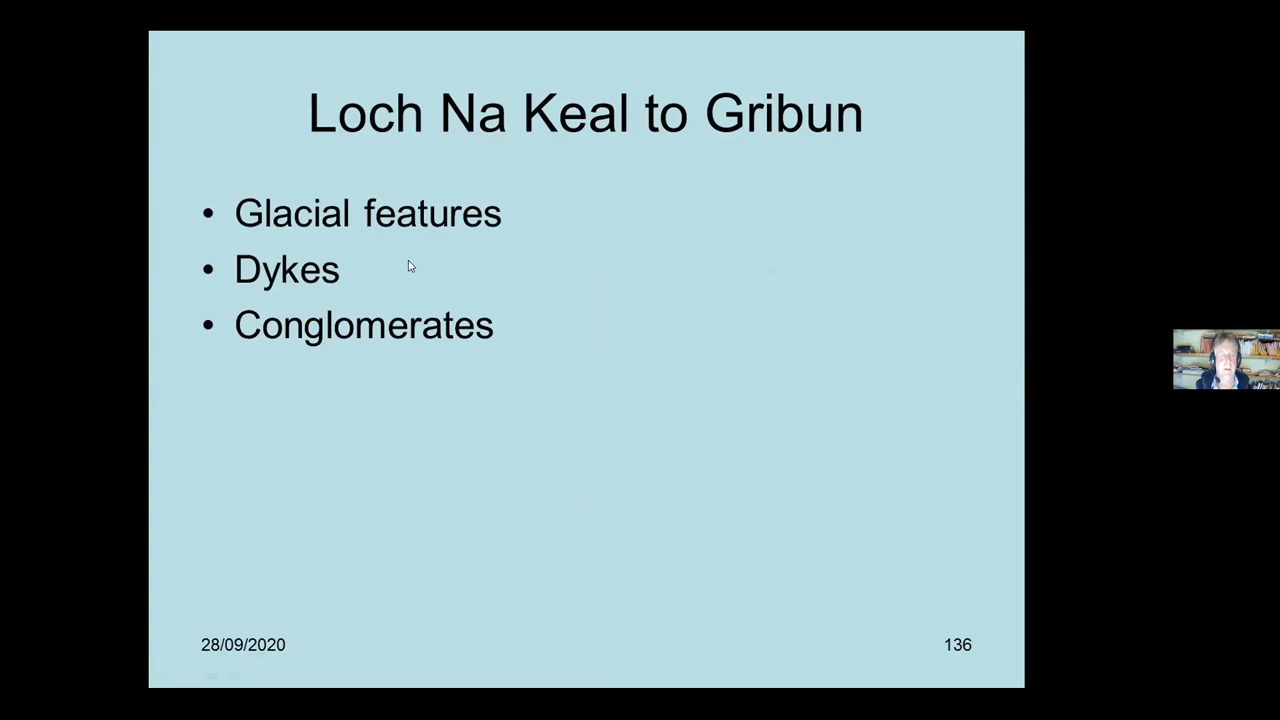 Loch Na Keal to Gribun
• Glacial features
• Dykes
• Conglomerates
28/09/2020
136